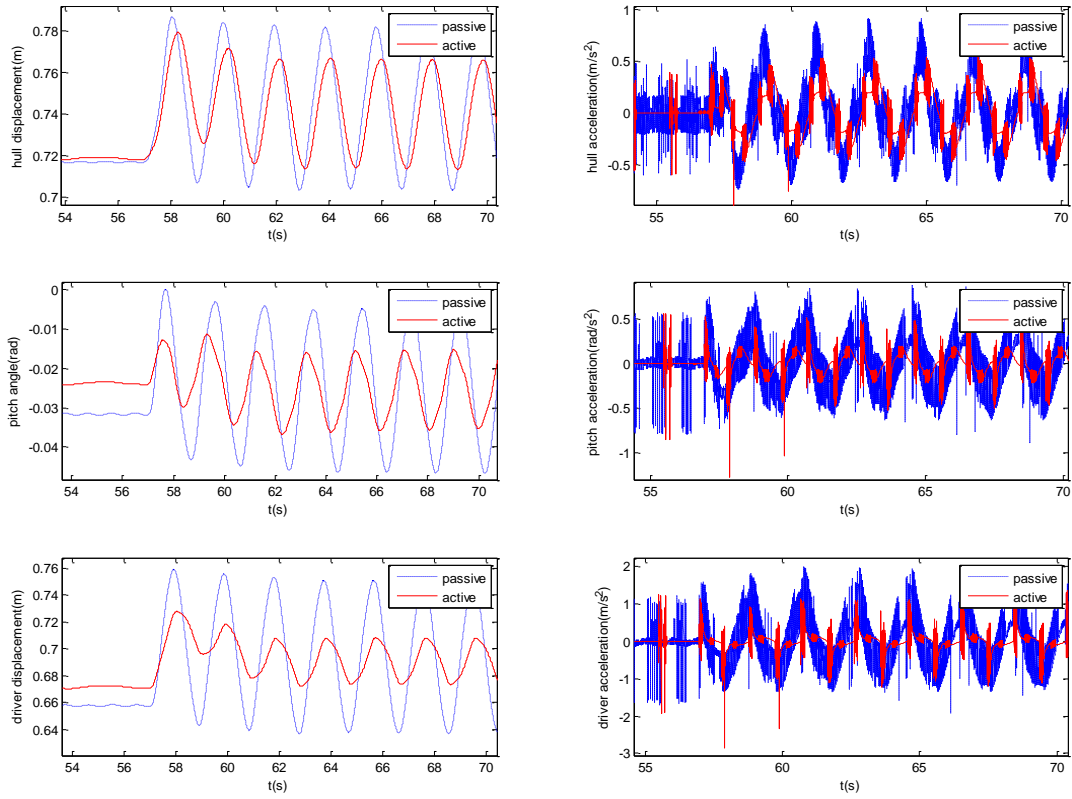 hull displacement(m)
0.78
0.76
0.74
0.72
0.7
54 56 58 60 62 64 66 68 70
t(s)
passive
active
hull acceleration(m/s²)
1
0.5
0
-0.5
55 60 65 70
t(s)
passive
active
pitch angle(rad)
0
-0.01
-0.02
-0.03
-0.04
54 56 58 60 62 64 66 68 70
t(s)
passive
active
pitch acceration(rad/s²)
0.5
0
-0.5
-1
55 60 65 70
t(s)
passive
active
driver displacement(m)
0.76
0.74
0.72
0.7
0.68
0.66
0.64
54 56 58 60 62 64 66 68 70
t(s)
passive
active
driver acceleration(m/s²)
2
1
0
-1
-2
-3
55 60 65 70
t(s)
passive
active